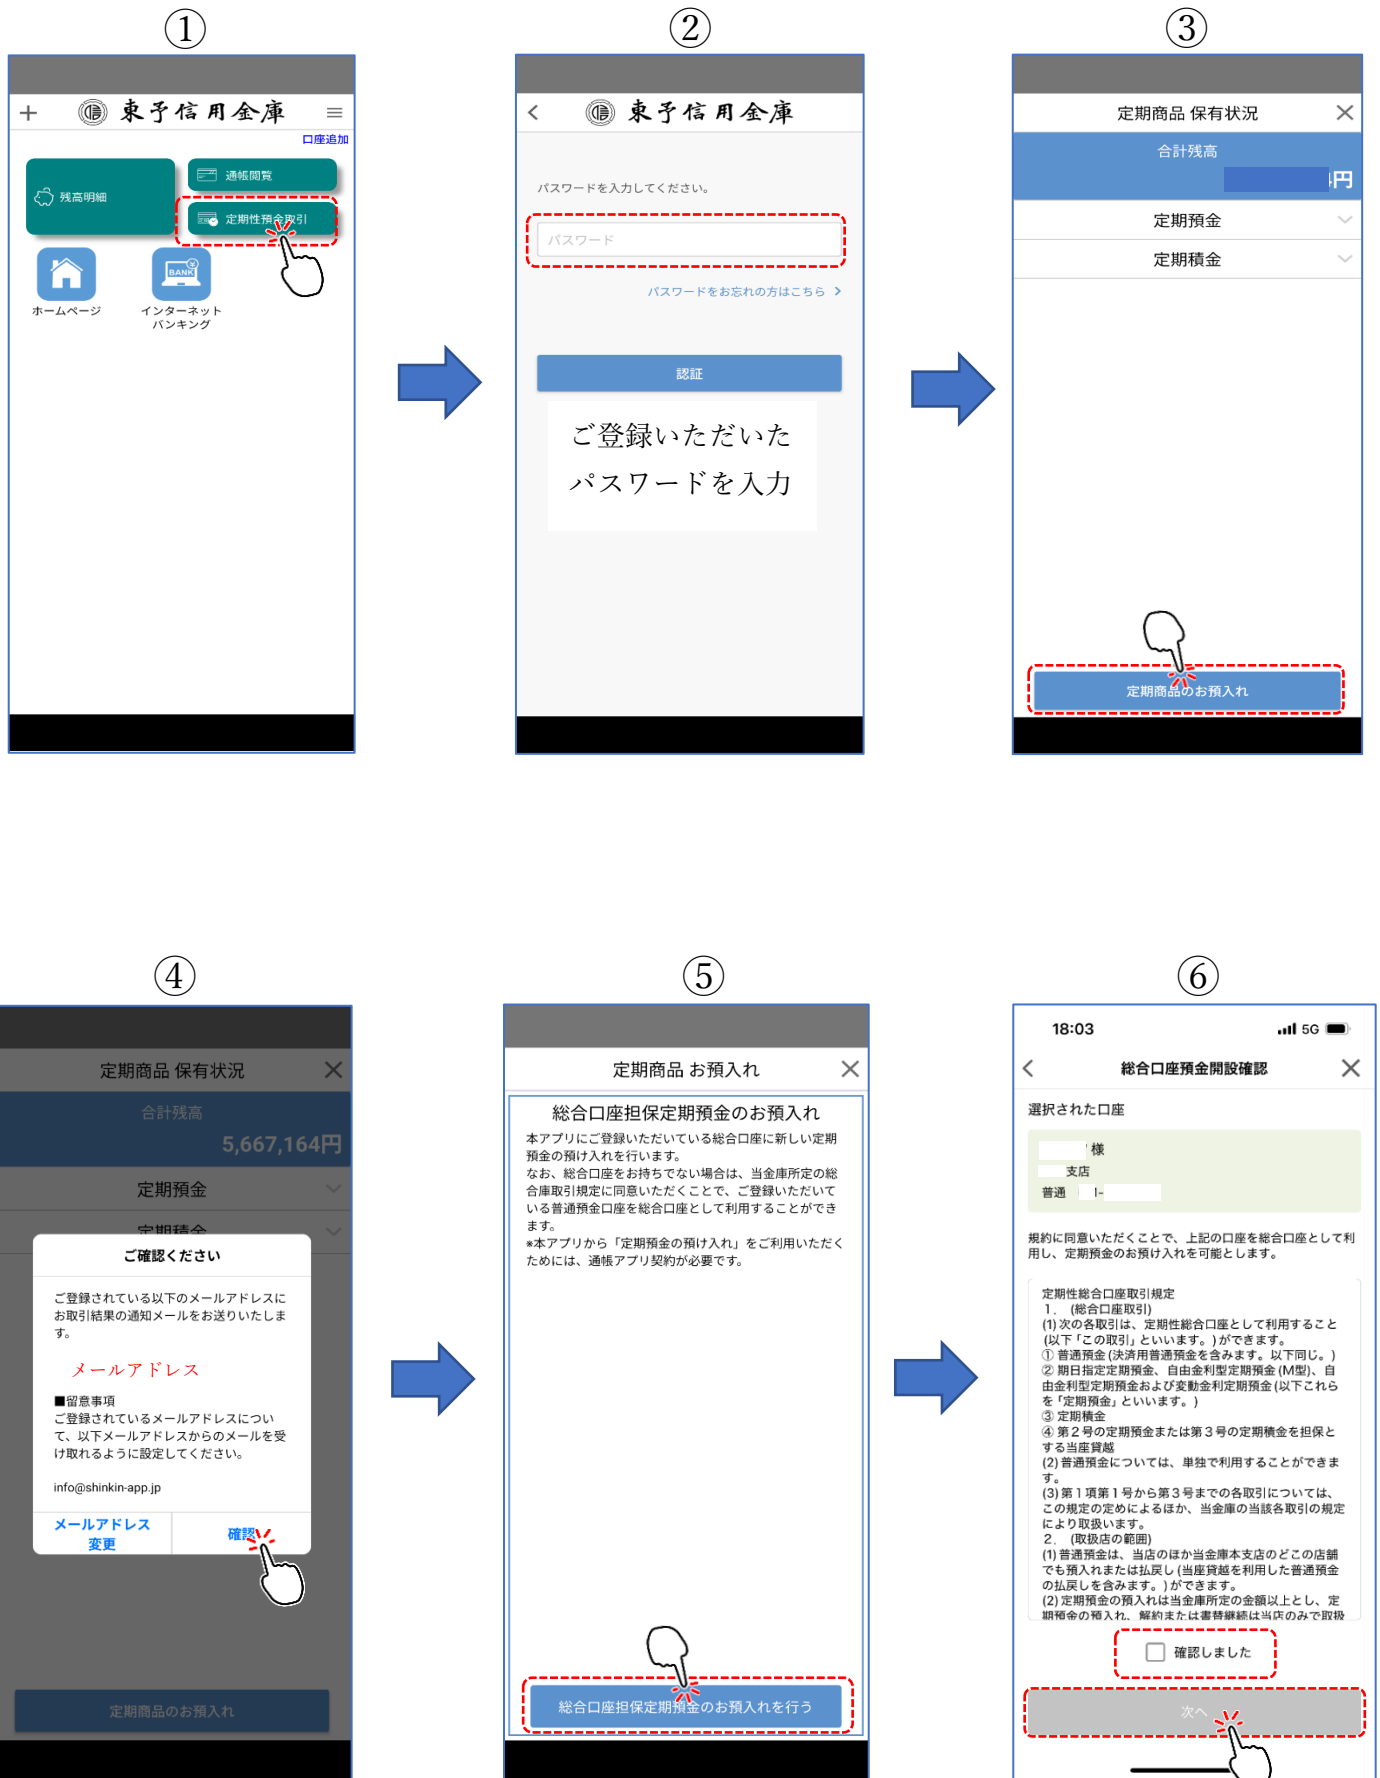 ①
東予信用金庫
口座追加
残高明細
通帳閲覧
定期性預金取引
ホームページ
BANK
インターネット
バンキング
②
東予信用金庫
パスワードを入力してください。
パスワード
パスワードをお忘れの方はこちら
認証
ご登録いただいた
パスワードを入力
③
定期商品 保有状況
合計残高
円
定期預金
定期積金
定期商品のお預入れ
④
定期商品 保有状況
合計残高
5,667,164円
定期預金
定期積金
ご確認ください
ご登録されている以下のメールアドレスに
お取引結果の通知メールをお送りいたしま
す。
メールアドレス
■留意事項
ご登録されているメールアドレスについ
て、以下メールアドレスからのメールを受
け取れるように設定してください。
info@shinkin-app.jp
メールアドレス
変更
確認
定期商品のお預入れ
⑤
定期商品 お預入れ
総合口座担保定期預金のお預入れ
本アプリにご登録いただいている総合口座に新しい定期
預金の預け入れを行います。
なお、総合口座をお持ちでない場合は、当金庫所定の総
合庫取引規定に同意いただくことで、ご登録いただいて
いる普通預金口座を総合口座として利用することができ
ます。
*本アプリから「定期預金の預け入れ」をご利用いただく
ためには、通帳アプリ契約が必要です。
総合口座担保定期預金のお預入れを行う
⑥
18:03
5G
総合口座預金開設確認
選択された口座
様
支店
普通
規約に同意いただくことで、上記の口座を総合口座として利
用し、定期預金のお預け入れを可能とします。
定期性総合口座取引規定
１．（総合口座取引）
(1)次の各取引は、定期性総合口座として利用すること
(以下「この取引」といいます。)ができます。
① 普通預金(決済用普通預金を含みます。以下同じ。)
② 期日指定定期預金、自由金利型定期預金(M型)、自
由金利型定期預金および変動金利定期預金(以下これら
を「定期預金」といいます。)
③ 定期積金
④ 第２号の定期預金または第３号の定期積金を担保と
する当座貸越
(2)普通預金については、単独で利用することができま
す。
(3)第１項第１号から第３号までの各取引については、
この規定の定めによるほか、当金庫の当該各取引の規定
により取扱います。
２．（取扱店の範囲）
(1)普通預金は、当店のほか当金庫本支店のどこの店舗
でも預入れまたは払戻し(当座貸越を利用した普通預金
の払戻しを含みます。)ができます。
(2)定期預金の預入れは当金庫所定の金額以上とし、定
期預金の預入れ、解約または書替継続は当店のみで取扱
確認しました
次へ